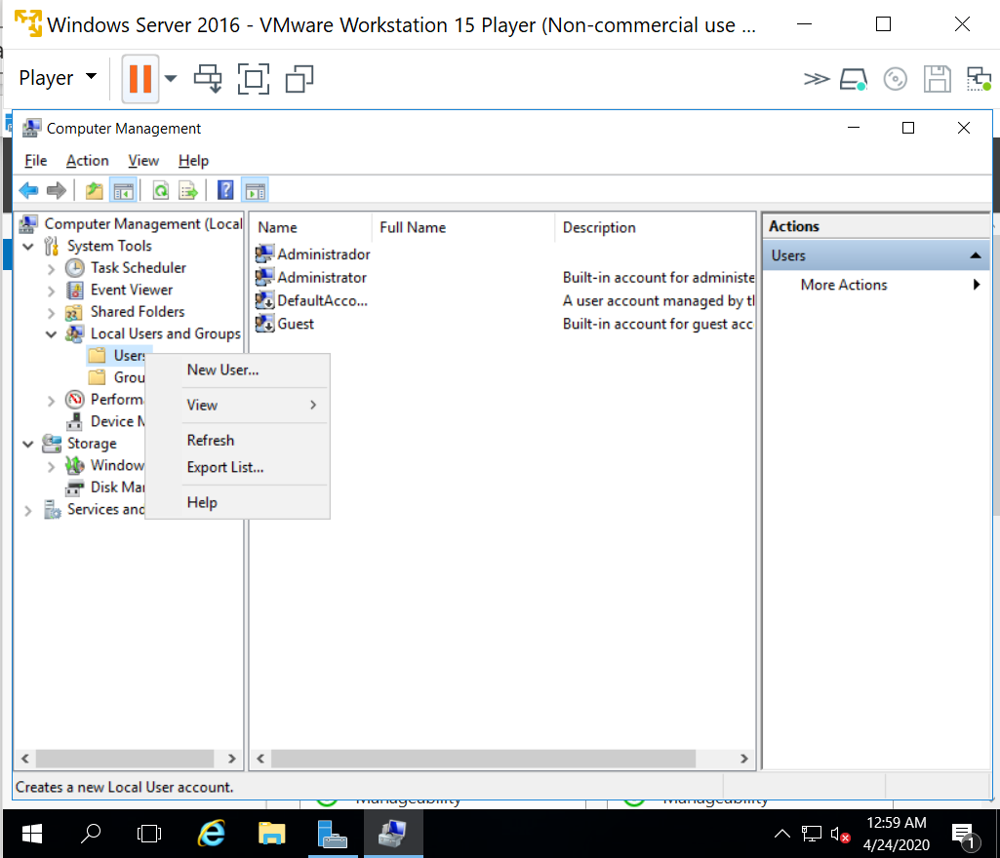 Windows Server 2016 - VMware Workstation 15 Player (Non-commercial use ...
Player
Computer Management
File Action View Help
Computer Management (Local
System Tools
Task Scheduler
Event Viewer
Shared Folders
Local Users and Groups
Users
Grou
Perform
Device M
Storage
Window
Disk Mar
Services and
New User...
View
Refresh
Export List...
Help
Name Full Name Description
Administrador
Administrator Built-in account for administe
DefaultAcco... A user account managed by th
Guest Built-in account for guest acc
Actions
Users
More Actions
Creates a new Local User account.
Manageability Manageability
12:59 AM
4/24/2020
1